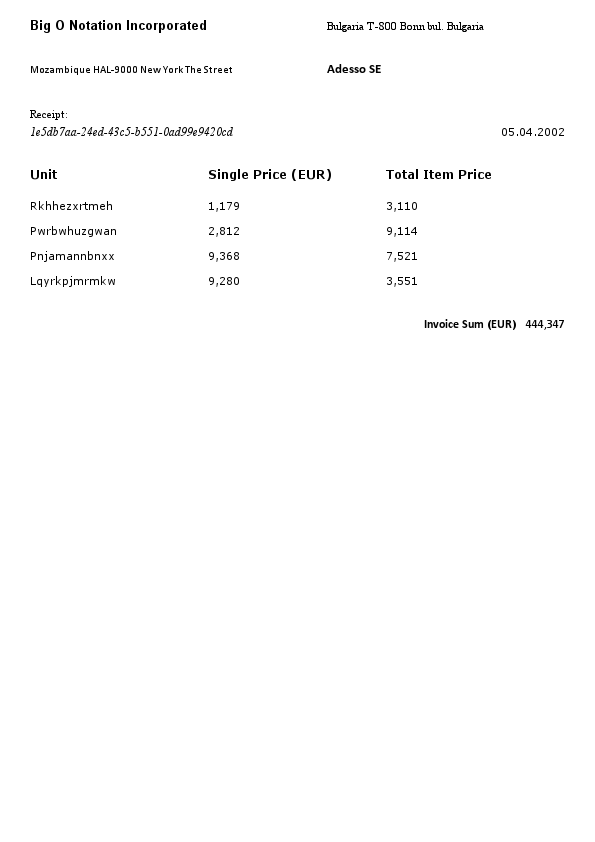 Big O Notation Incorporated Bulgaria T-800 Bonn bul. Bulgaria
Mozambique HAL-9000 New York The Street Adesso SE
Receipt:
1e5db7aa-24ed-43c5-b551-0ad99e9420cd 05.04.2002
Unit Single Price (EUR) Total Item Price
Rkhhezxrtmeh 1,179 3,110
Pwrbwhuzgwan 2,812 9,114
Pnjamannbnxx 9,368 7,521
Lqyrkpjmrmkw 9,280 3,551
Invoice Sum (EUR) 444,347